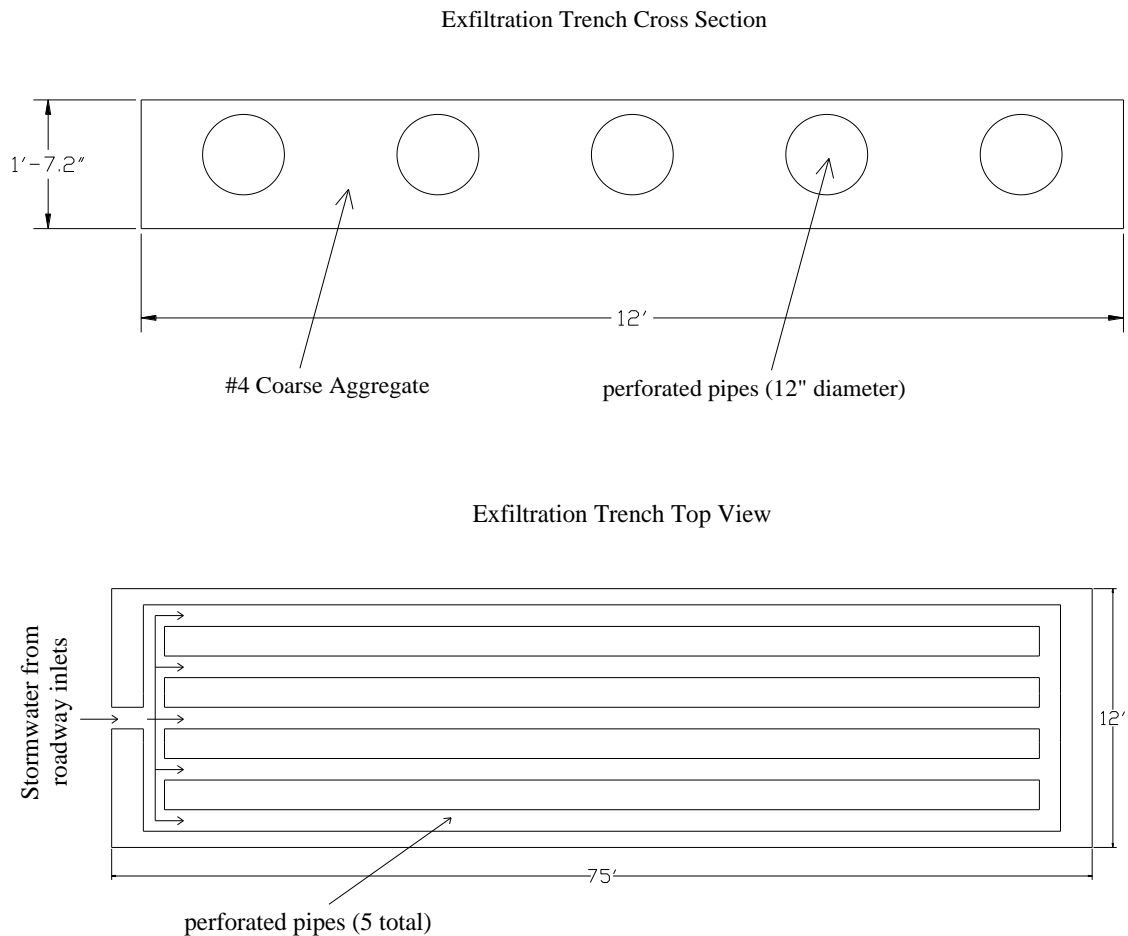 Exfiltration Trench Cross Section
1'-7.2"
12'
#4 Coarse Aggregate
perforated pipes (12" diameter)
Exfiltration Trench Top View
Stormwater from
roadway inlets
12'
75'
perforated pipes (5 total)